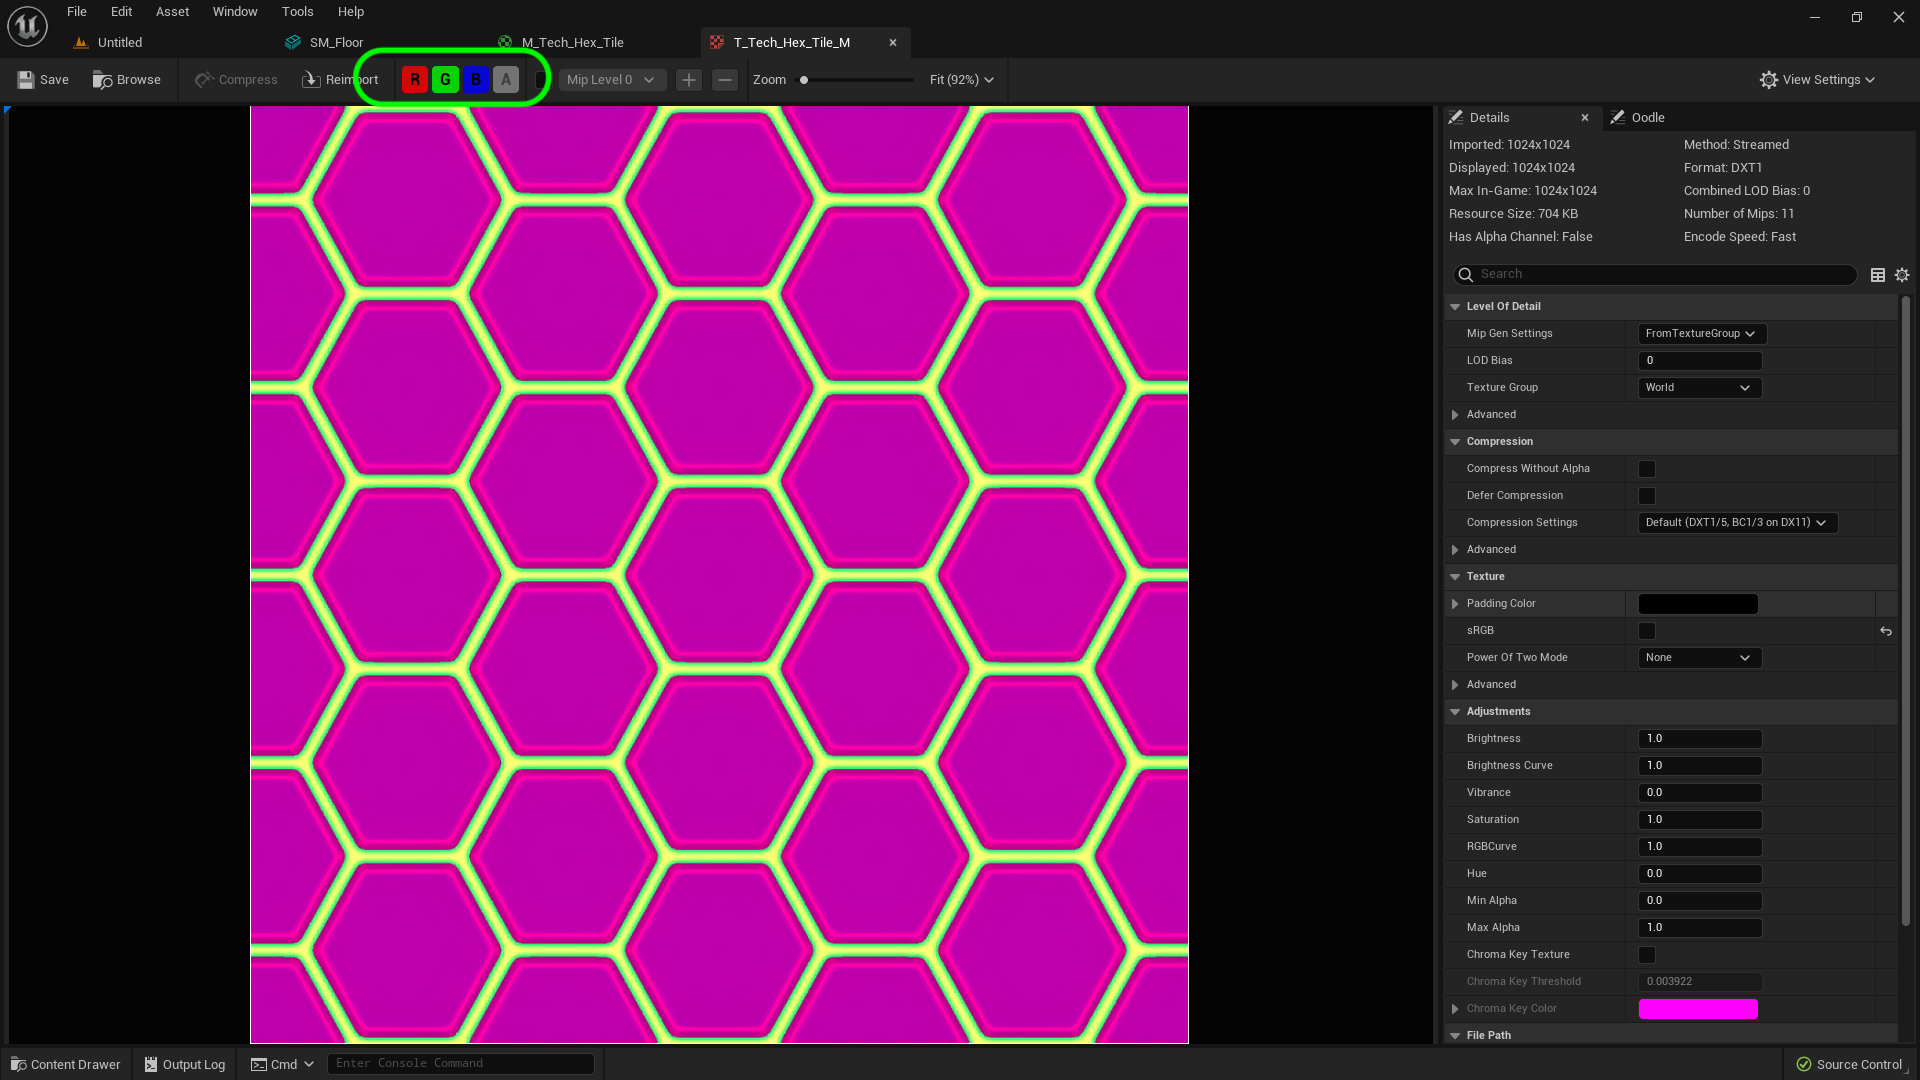 File Edit Asset Window Tools Help
Untitled SM_Floor M_Tech_Hex_Tile T_Tech_Hex_Tile_M
Save Browse Compress Reimport R G B A Mip Level 0 Zoom Fit (92%) View Settings
Details Oodle
Imported: 1024x1024 Method: Streamed
Displayed: 1024x1024 Format: DXT1
Max In-Game: 1024x1024 Combined LOD Bias: 0
Resource Size: 704 KB Number of Mips: 11
Has Alpha Channel: False Encode Speed: Fast
Search
Level Of Detail
Mip Gen Settings FromTextureGroup
LOD Bias 0
Texture Group World
Advanced
Compression
Compress Without Alpha
Defer Compression
Compression Settings Default (DXT1/5, BC1/3 on DX11)
Advanced
Texture
Padding Color
sRGB
Power Of Two Mode None
Advanced
Adjustments
Brightness 1.0
Brightness Curve 1.0
Vibrance 0.0
Saturation 1.0
RGBCurve 1.0
Hue 0.0
Min Alpha 0.0
Max Alpha 1.0
Chroma Key Texture
Chroma Key Threshold 0.003922
Chroma Key Color
File Path
Content Drawer Output Log Cmd Enter Console Command Source Control